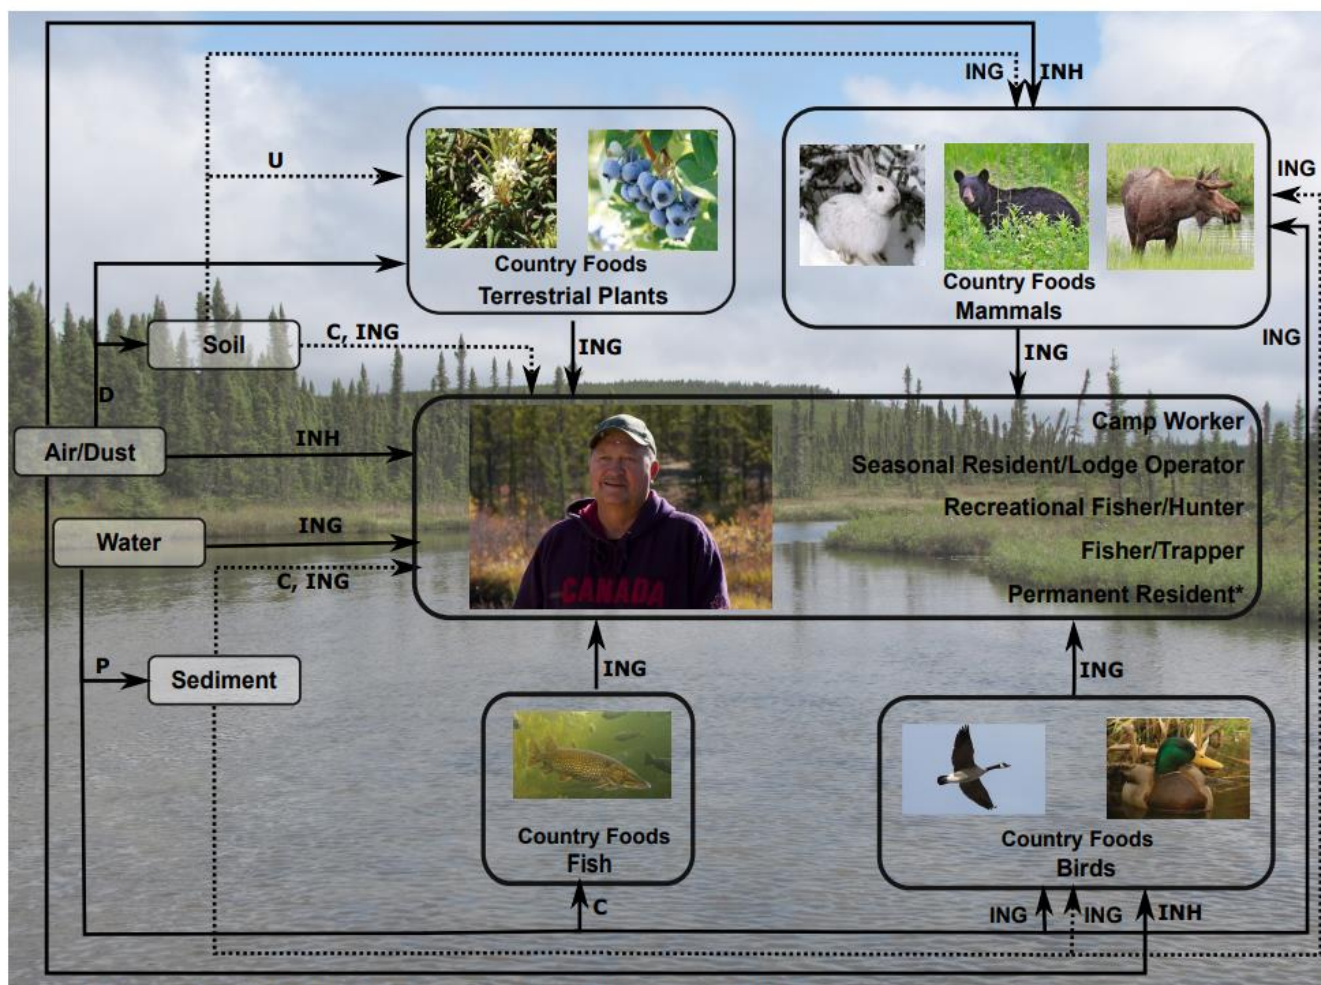 ING
INH
U
ING
Country Foods
Terrestrial Plants
Country Foods
Mammals
Soil
C, ING
ING
ING
ING
D
Air/Dust
INH
Camp Worker
Seasonal Resident/Lodge Operator
Water
ING
Recreational Fisher/Hunter
C, ING
Fisher/Trapper
CANADA
Permanent Resident*
P
Sediment
ING
ING
Country Foods
Fish
Country Foods
Birds
C
ING
ING
INH